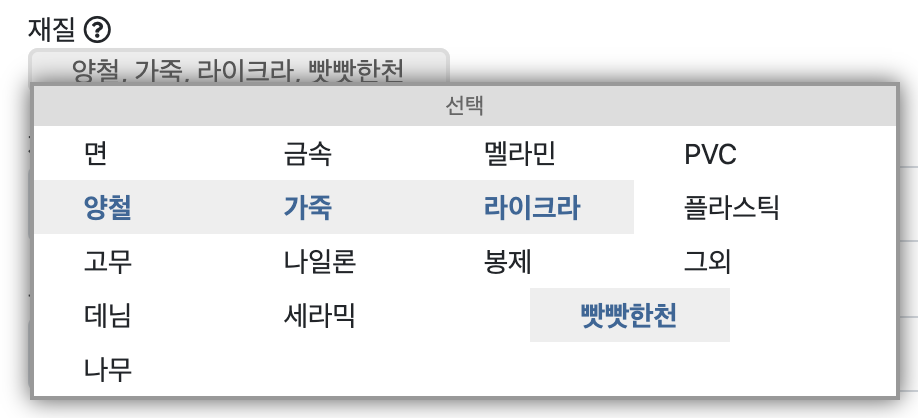 재질 ?
양철, 가죽, 라이크라, 빳빳한천
선택
면 금속 멜라민 PVC
양철 가죽 라이크라 플라스틱
고무 나일론 봉제 그외
데님 세라믹 빳빳한천
나무